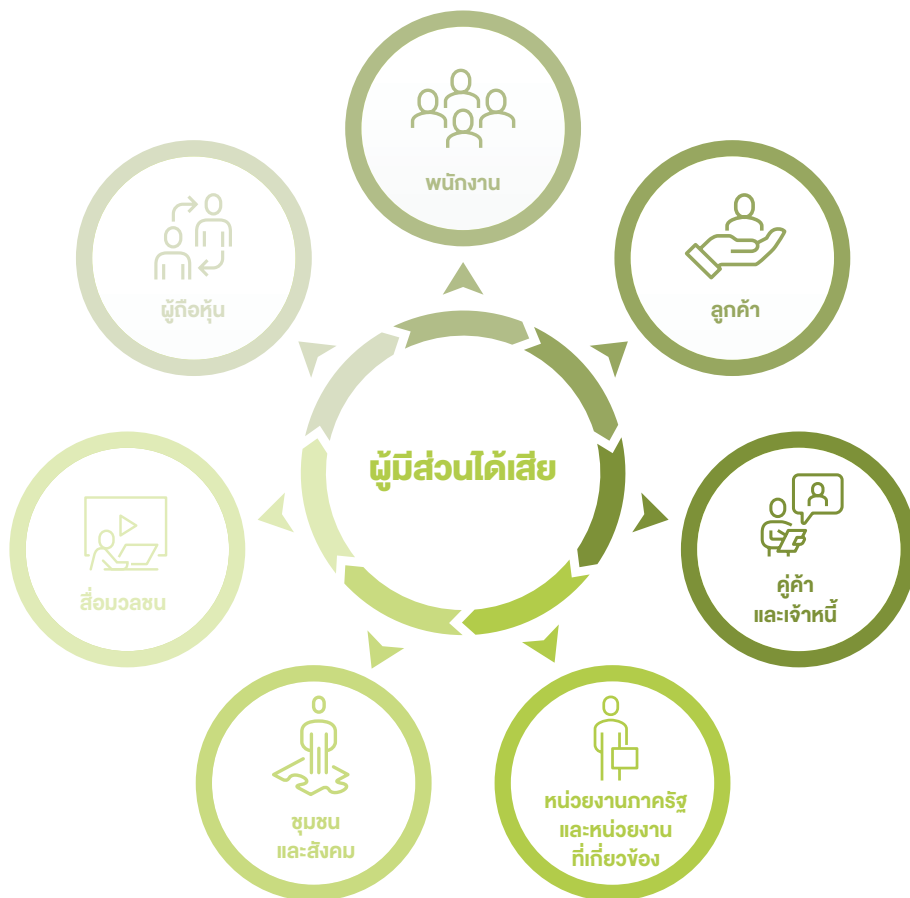 พนักงาน
ลูกค้า
คู่ค้า
และเจ้าหนี้
หน่วยงานภาครัฐ
และหน่วยงาน
ที่เกี่ยวข้อง
ชุมชน
และสังคม
สื่อมวลชน
ผู้ถือหุ้น
ผู้มีส่วนได้เสีย